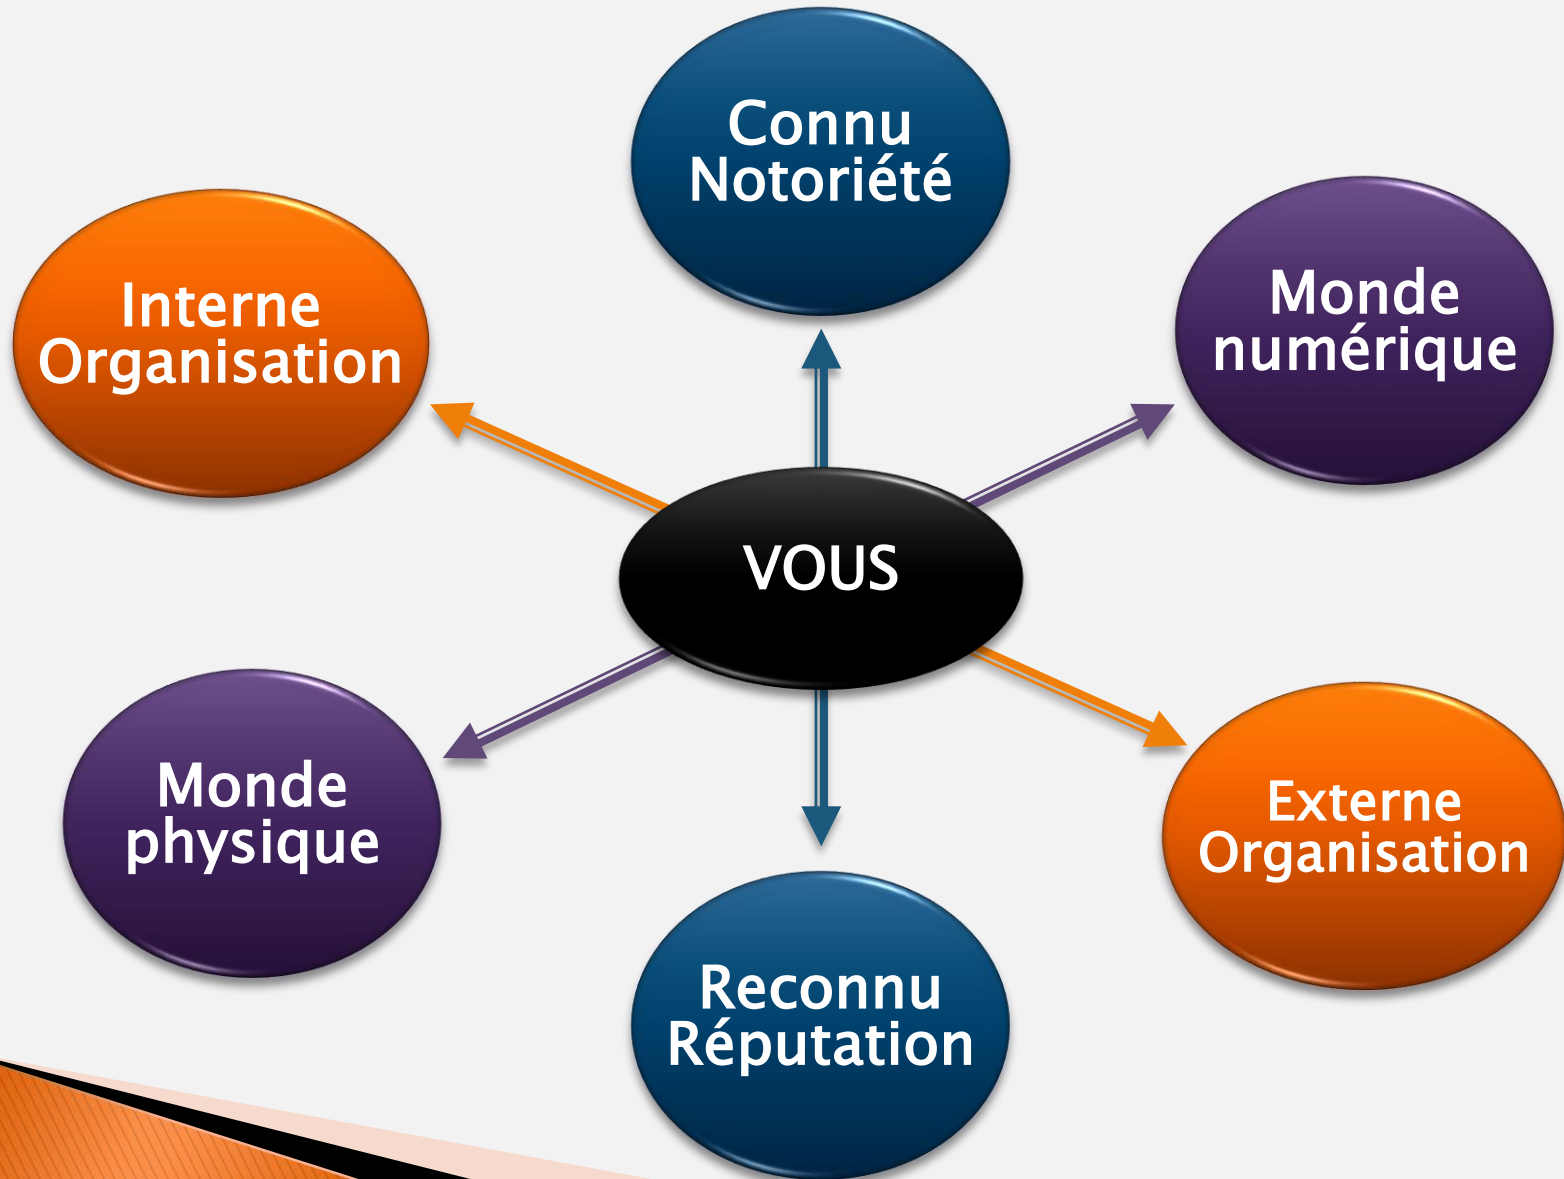 Connu
Notoriété
Interne
Organisation
Monde
numérique
VOUS
Monde
physique
Externe
Organisation
Reconnu
Réputation